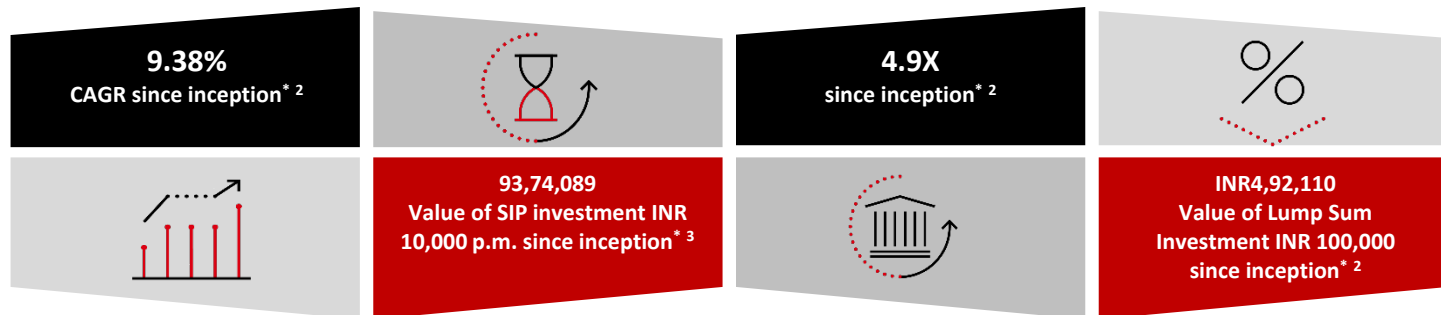 9.38%
CAGR since inception* 2
4.9X
since inception* 2
93,74,089
Value of SIP investment INR
10,000 p.m. since inception* 3
INR4,92,110
Value of Lump Sum
Investment INR 100,000
since inception* 2